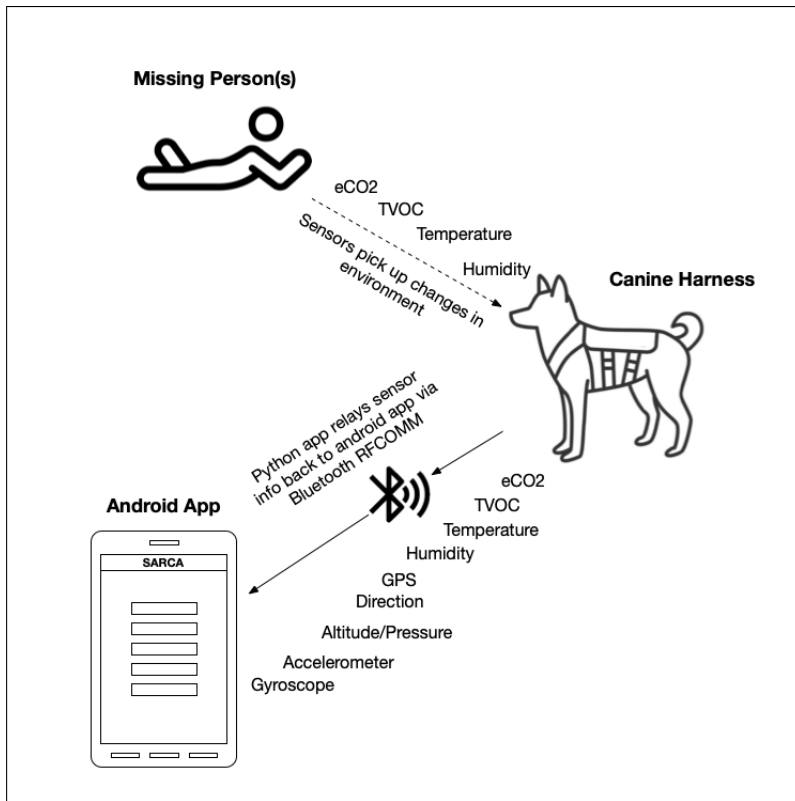 Missing Person(s)
eCO2
TVOC
Temperature
Humidity
Sensors pick up changes in
environment
Canine Harness
Python app relays sensor
info back to android app via
Bluetooth RFCOMM
eCO2
TVOC
Temperature
Humidity
GPS
Direction
Altitude/Pressure
Accelerometer
Gyroscope
Android App
SARCA